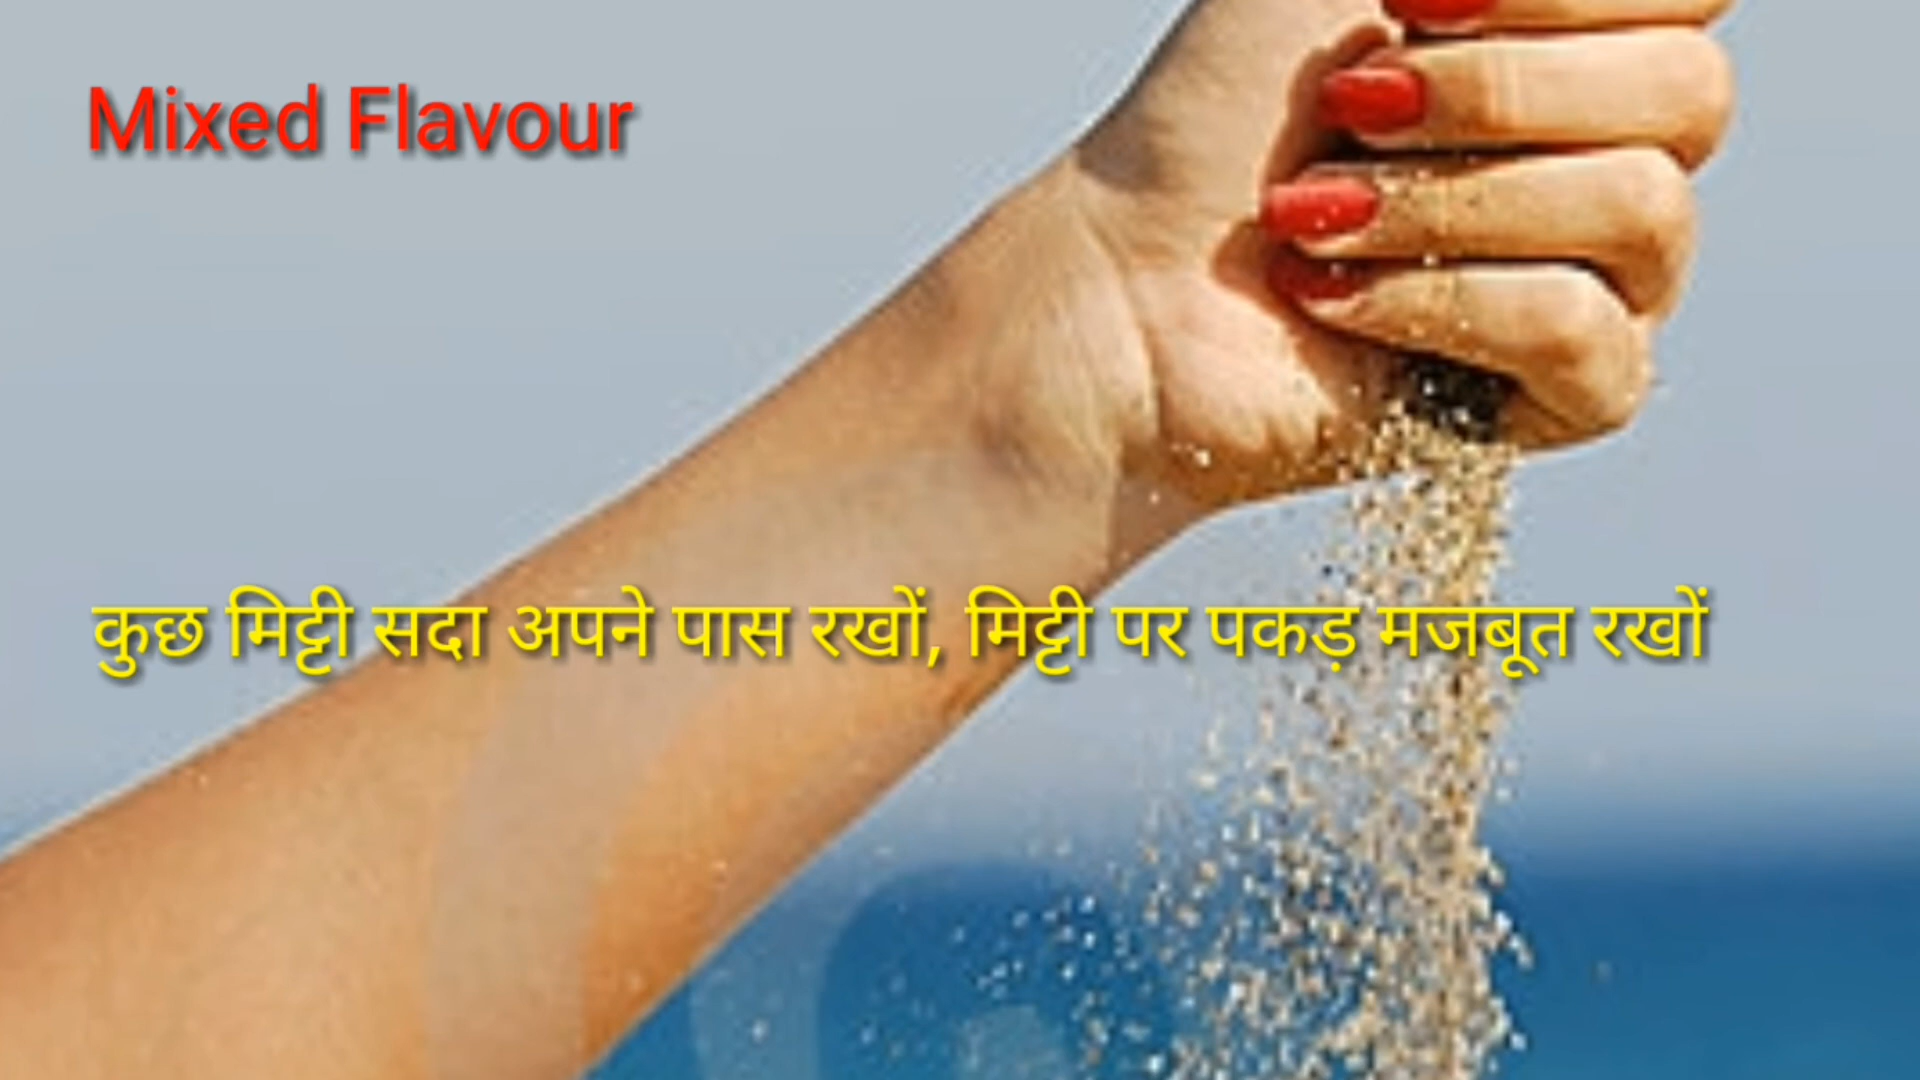 Mixed Flavour
कुछ मिट्टी सदा अपने पास रखों, मिट्टी पर पकड़ मजबूत रखों